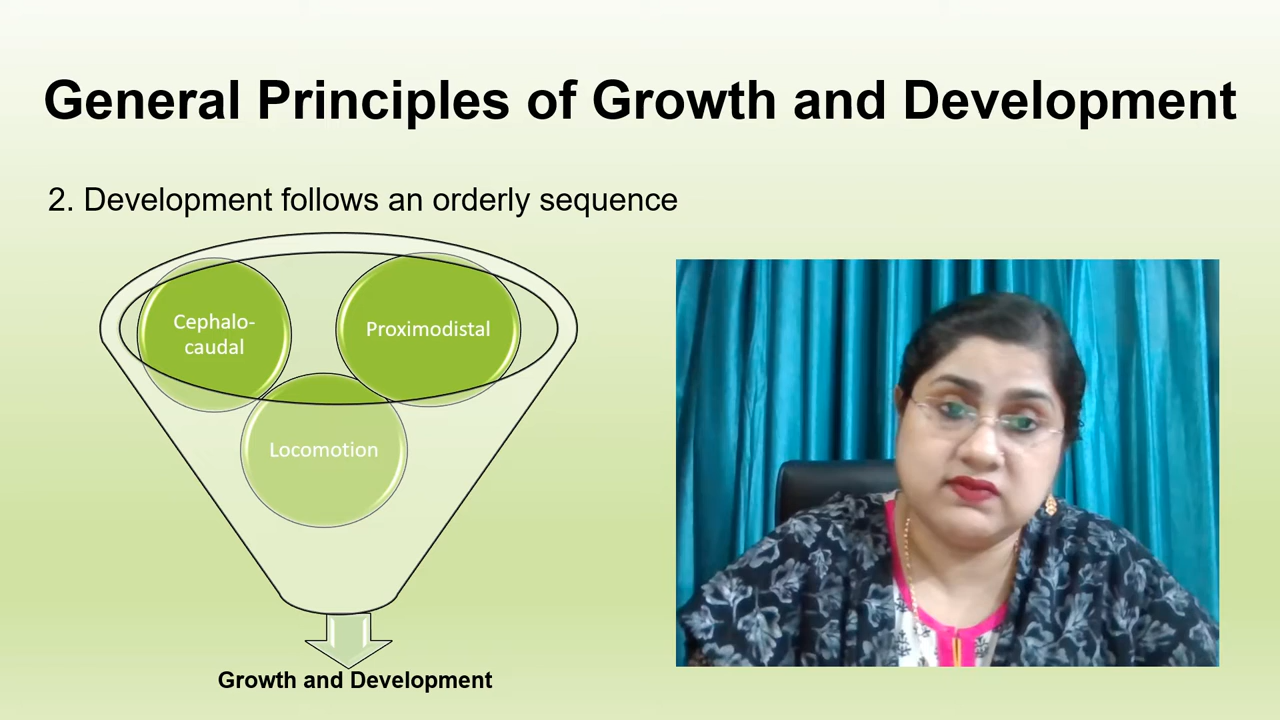 General Principles of Growth and Development
2. Development follows an orderly sequence
Cephalo-
caudal
Proximodistal
Locomotion
Growth and Development